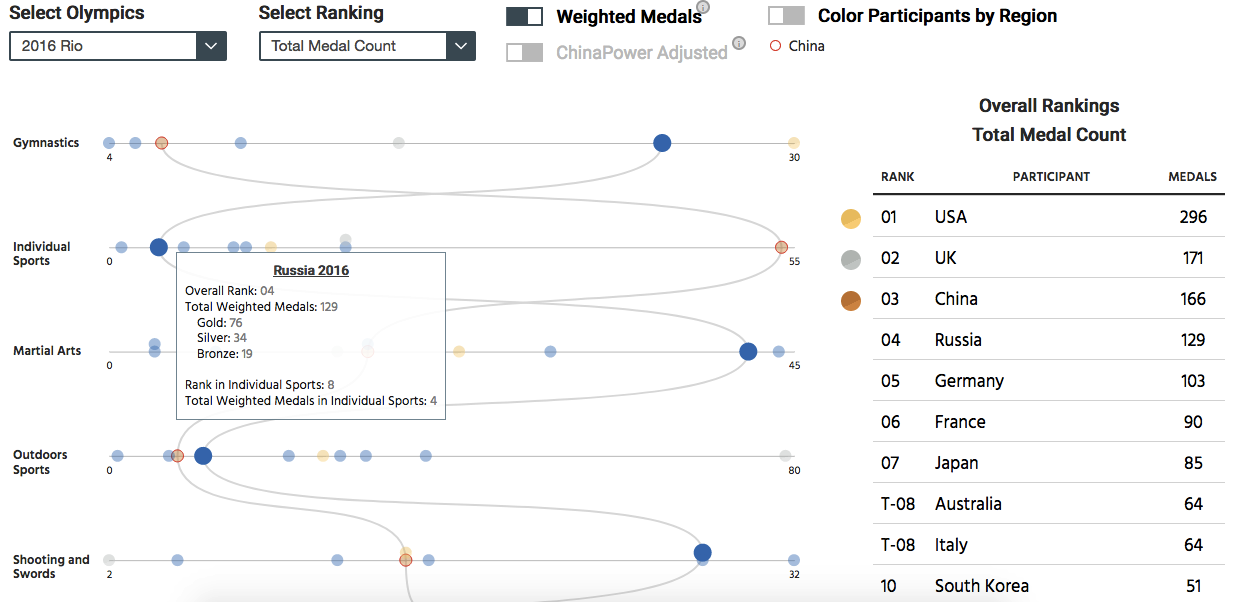 Select Olympics
Select Ranking
Weighted Medals
Color Participants by Region
2016 Rio
Total Medal Count
ChinaPower Adjusted
China
Overall Rankings
Total Medal Count
RANK PARTICIPANT MEDALS
01 USA 296
02 UK 171
03 China 166
04 Russia 129
05 Germany 103
06 France 90
07 Japan 85
T-08 Australia 64
T-08 Italy 64
10 South Korea 51
Gymnastics
4 30
Individual
Sports
0 55
Russia 2016
Overall Rank: 04
Total Weighted Medals: 129
Gold: 76
Silver: 34
Bronze: 19
Rank in Individual Sports: 8
Total Weighted Medals in Individual Sports: 4
Martial Arts
0 45
Outdoors
Sports
0 80
Shooting and
Swords
2 32